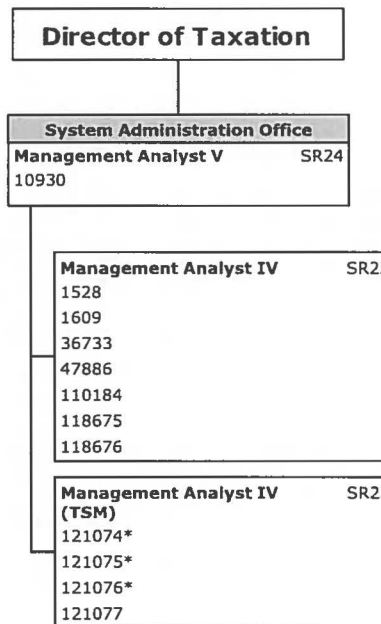 Director of Taxation
System Administration Office
Management Analyst V SR24
10930
Management Analyst IV
1528
1609
36733
47886
110184
118675
118676
Management Analyst IV
(TSM)
121074*
121075*
121076*
121077